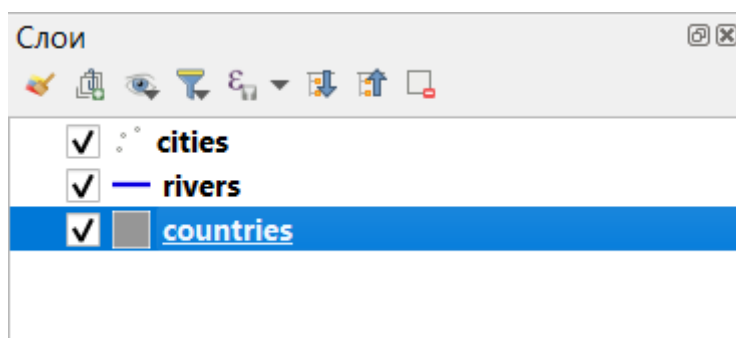 Слои
cities
rivers
countries